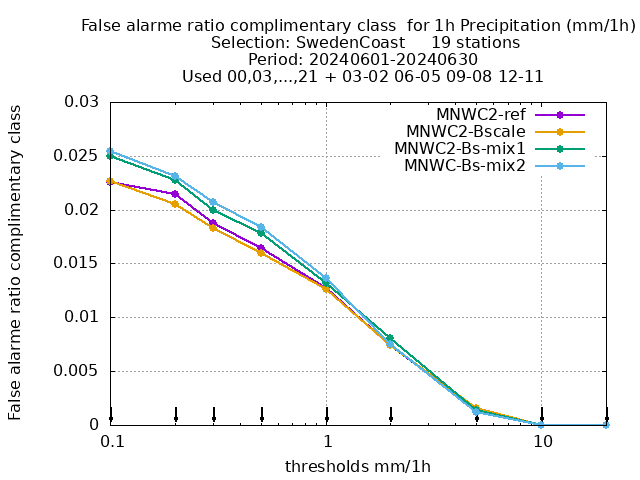 False alarme ratio complimentary class  for 1h Precipitation (mm/1h)
Selection: SwedenCoast     19 stations
Period: 20240601-20240630
Used 00,03,...,21 + 03-02 06-05 09-08 12-11
False alarme ratio complimentary class
0.03
0.025
0.02
0.015
0.01
0.005
0
MNWC2-ref
MNWC2-Bscale
MNWC2-Bs-mix1
MNWC-Bs-mix2
0.1
1
10
thresholds mm/1h